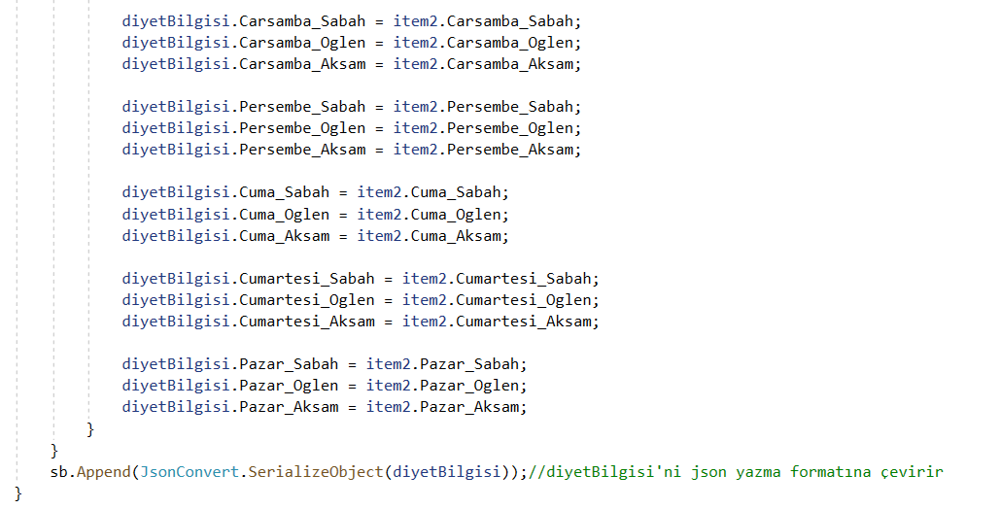 diyetBilgisi.Carsamba_Sabah = item2.Carsamba_Sabah;
diyetBilgisi.Carsamba_Oglen = item2.Carsamba_Oglen;
diyetBilgisi.Carsamba_Aksam = item2.Carsamba_Aksam;
diyetBilgisi.Persembe_Sabah = item2.Persembe_Sabah;
diyetBilgisi.Persembe_Oglen = item2.Persembe_Oglen;
diyetBilgisi.Persembe_Aksam = item2.Persembe_Aksam;
diyetBilgisi.Cuma_Sabah = item2.Cuma_Sabah;
diyetBilgisi.Cuma_Oglen = item2.Cuma_Oglen;
diyetBilgisi.Cuma_Aksam = item2.Cuma_Aksam;
diyetBilgisi.Cumartesi_Sabah = item2.Cumartesi_Sabah;
diyetBilgisi.Cumartesi_Oglen = item2.Cumartesi_Oglen;
diyetBilgisi.Cumartesi_Aksam = item2.Cumartesi_Aksam;
diyetBilgisi.Pazar_Sabah = item2.Pazar_Sabah;
diyetBilgisi.Pazar_Oglen = item2.Pazar_Oglen;
diyetBilgisi.Pazar_Aksam = item2.Pazar_Aksam;
}
}
sb.Append(JsonConvert.SerializeObject(diyetBilgisi));//diyetBilgisi'ni json yazma formatına çevirir
}